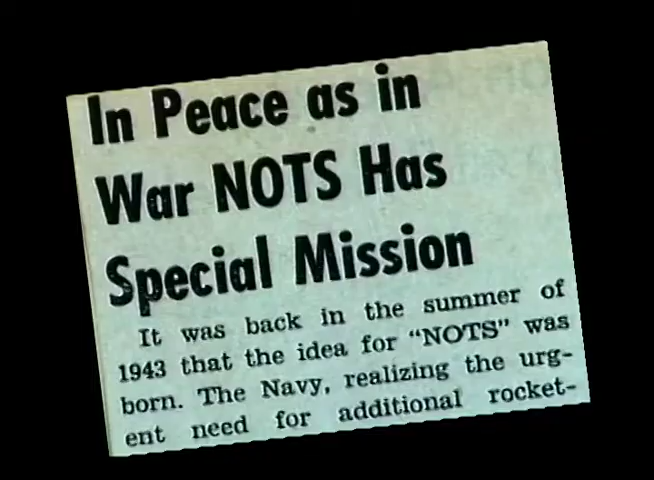 In Peace as in
War NOTS Has
Special Mission
It was back in the summer of
1943 that the idea for "NOTS" was
born. The Navy, realizing the urg-
ent need for additional rocket-